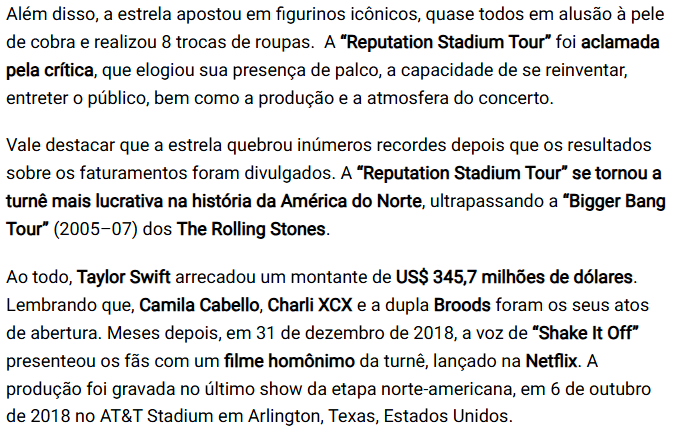 Além disso, a estrela apostou em figurinos icônicos, quase todos em alusão à pele
de cobra e realizou 8 trocas de roupas.  A “Reputation Stadium Tour” foi aclamada
pela crítica, que elogiou sua presença de palco, a capacidade de se reinventar,
entreter o público, bem como a produção e a atmosfera do concerto.
Vale destacar que a estrela quebrou inúmeros recordes depois que os resultados
sobre os faturamentos foram divulgados. A “Reputation Stadium Tour” se tornou a
turnê mais lucrativa na história da América do Norte, ultrapassando a “Bigger Bang
Tour” (2005–07) dos The Rolling Stones.
Ao todo, Taylor Swift arrecadou um montante de US$ 345,7 milhões de dólares.
Lembrando que, Camila Cabello, Charli XCX e a dupla Broods foram os seus atos
de abertura. Meses depois, em 31 de dezembro de 2018, a voz de “Shake It Off”
presenteou os fãs com um filme homônimo da turnê, lançado na Netflix. A
produção foi gravada no último show da etapa norte-americana, em 6 de outubro
de 2018 no AT&T Stadium em Arlington, Texas, Estados Unidos.